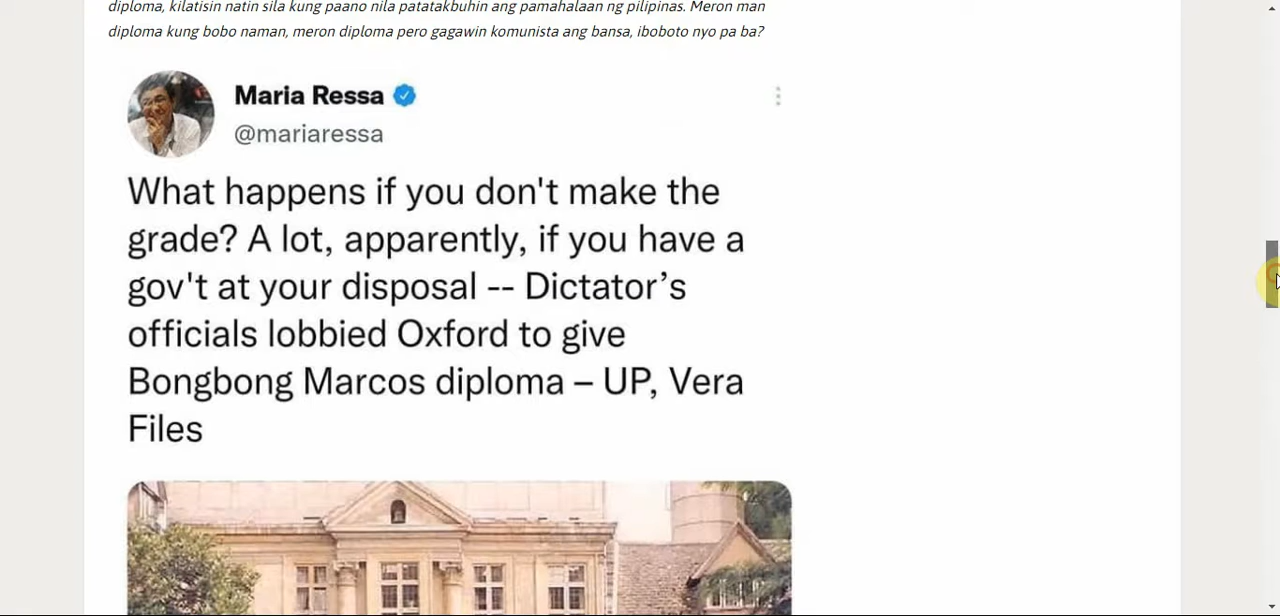 diploma, kilatisin natin sila kung paano nila patatakbuhin ang pamahalaan ng pilipinas. Meron man
diploma kung bobo naman, meron diploma pero gagawin komunista ang bansa, iboboto nyo pa ba?
Maria Ressa
@mariaressa
What happens if you don't make the
grade? A lot, apparently, if you have a
gov't at your disposal -- Dictator’s
officials lobbied Oxford to give
Bongbong Marcos diploma – UP, Vera
Files